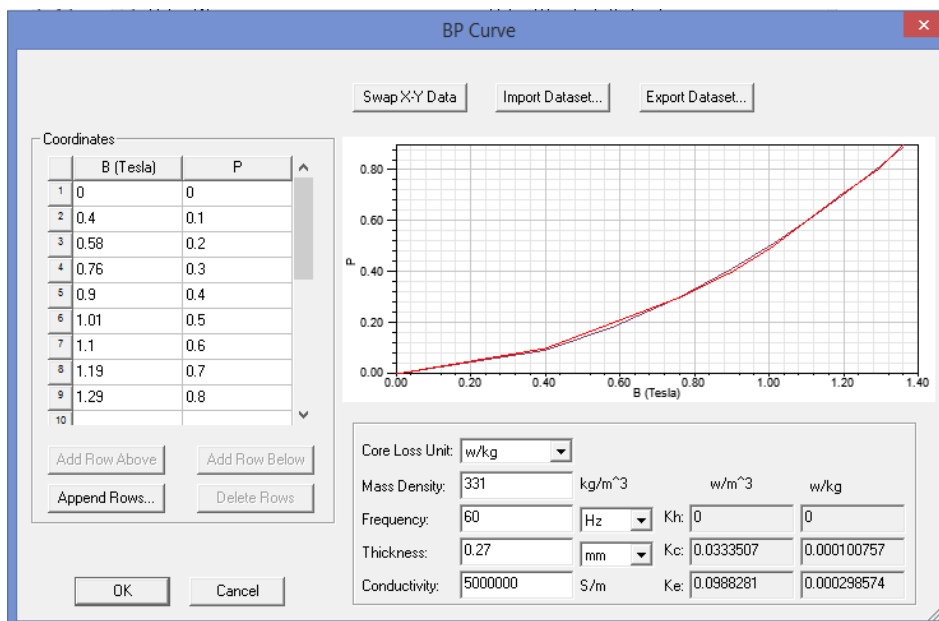 BP Curve
Swap X-Y Data Import Dataset... Export Dataset...
Coordinates
B (Tesla) P
1 0 0
2 0.4 0.1
3 0.58 0.2
4 0.76 0.3
5 0.9 0.4
6 1.01 0.5
7 1.1 0.6
8 1.19 0.7
9 1.29 0.8
10
Add Row Above Add Row Below
Append Rows... Delete Rows
OK Cancel
P
0.80
0.60
0.40
0.20
0.00
0.00 0.20 0.40 0.60 0.80 1.00 1.20 1.40
B (Tesla)
Core Loss Unit: w/kg
Mass Density: 331 kg/m^3 w/m^3 w/kg
Frequency: 60 Hz Kh: 0 0
Thickness: 0.27 mm Kc: 0.0333507 0.000100757
Conductivity: 5000000 S/m Ke: 0.0988281 0.000298574